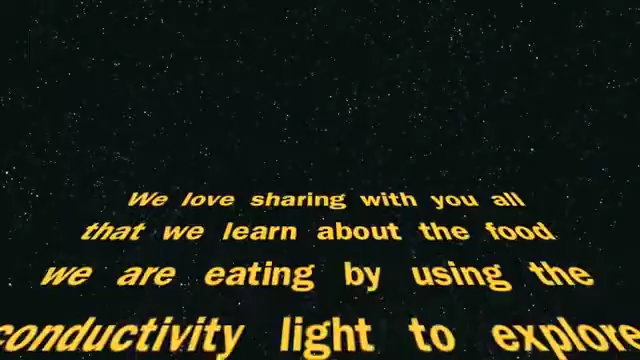 We love sharing with you all
that we learn about the food
we are eating by using the
conductivity light to explore